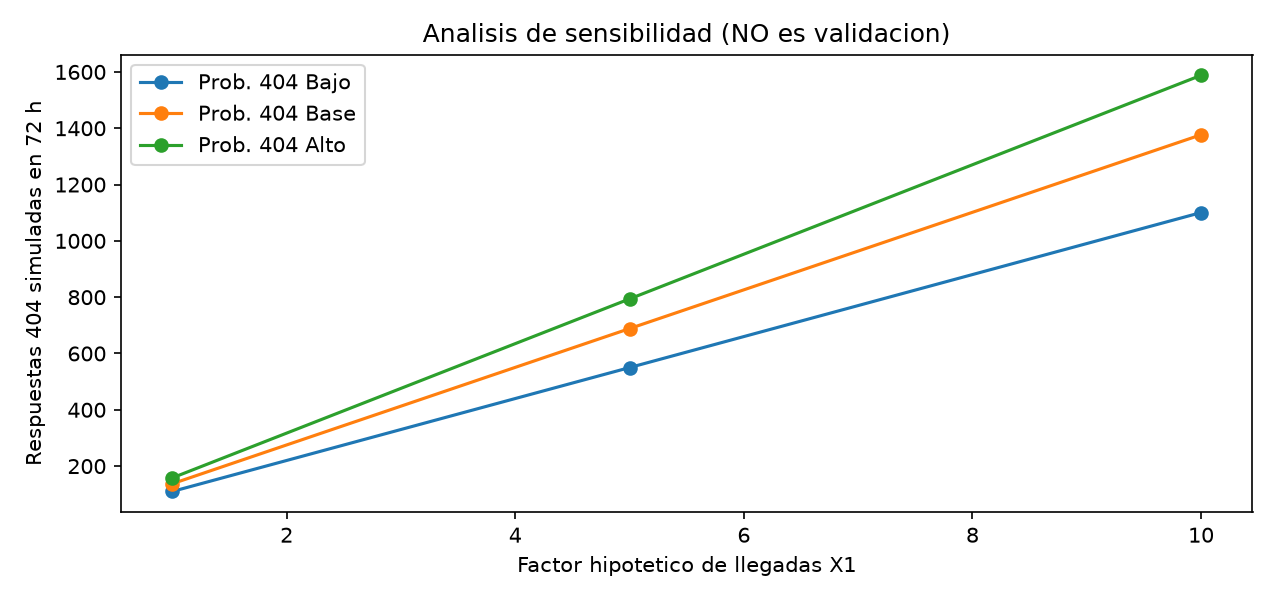 Analisis de sensibilidad (NO es validacion)
Prob. 404 Bajo
Prob. 404 Base
Prob. 404 Alto
Respuestas 404 simuladas en 72 h
1600
1400
1200
1000
800
600
400
200
2 4 6 8 10
Factor hipotetico de llegadas X1